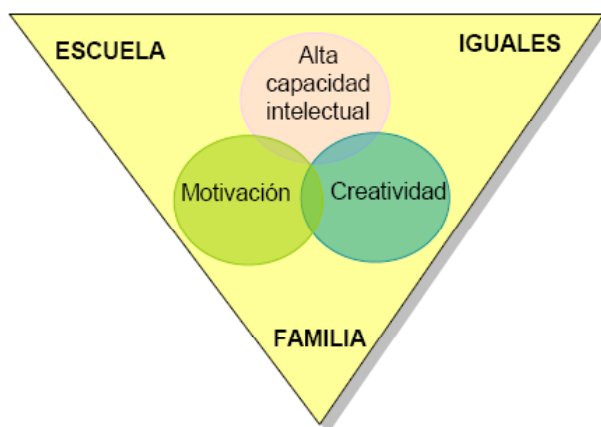 ESCUELA
IGUALES
Alta
capacidad
intelectual
Motivación
Creatividad
FAMILIA